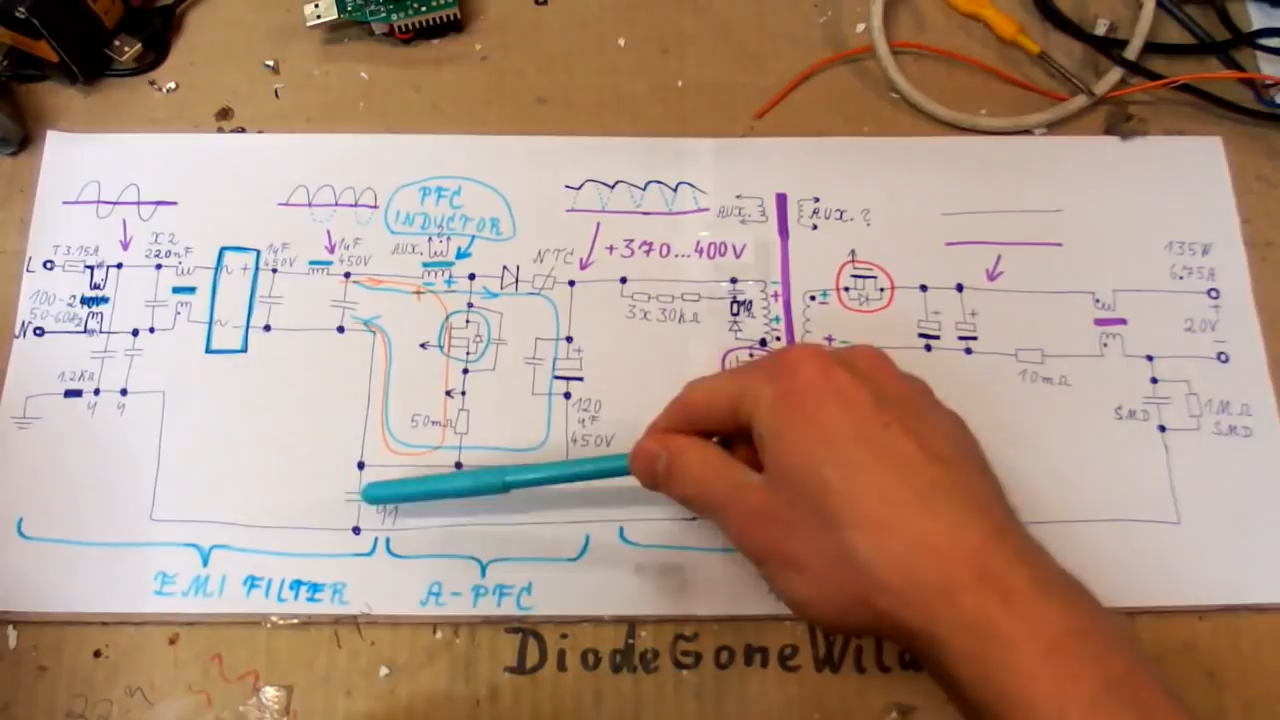 PFC
INDUCTOR
AUX.
AUX. ?
T3.15A
X2
220nF
1µF
450V
1µF
450V
AUX.
NTC
+370...400V
135W
6.75A
L
100-240V
50-60Hz
N
3x30kΩ
+
20V
-
1.2kΩ
Y
Y
50mΩ
120
µF
450V
10mΩ
SMD
1MΩ
SMD
Y1
EMI FILTER
A-PFC
DiodeGoneWild